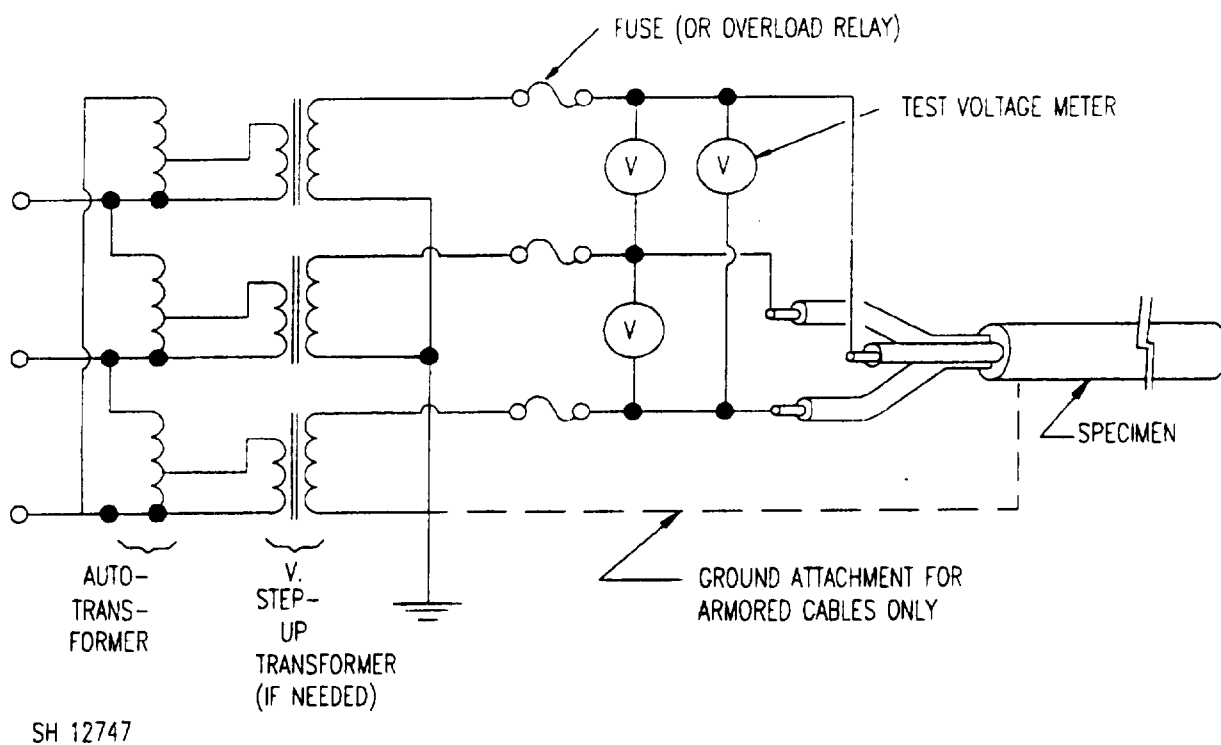 FUSE (OR OVERLOAD RELAY)
TEST VOLTAGE METER
V
V
V
SPECIMEN
AUTO-
TRANS-
FORMER
V.
STEP-
UP
TRANSFORMER
(IF NEEDED)
GROUND ATTACHMENT FOR
ARMORED CABLES ONLY
SH 12747